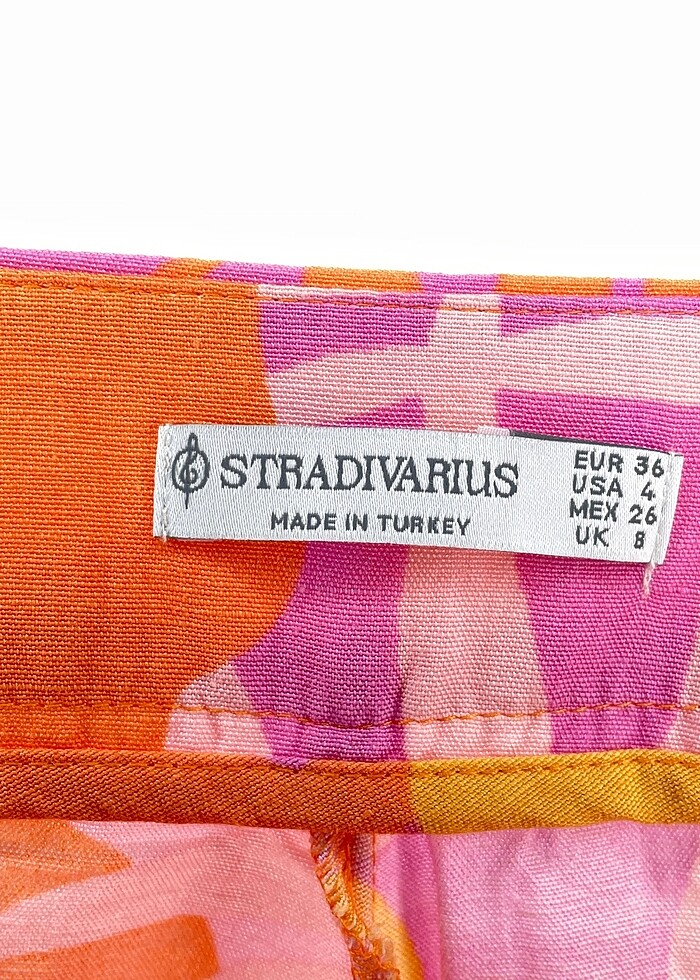 STRADIVARIUS
MADE IN TURKEY
EUR 36
USA 4
MEX 26
UK 8